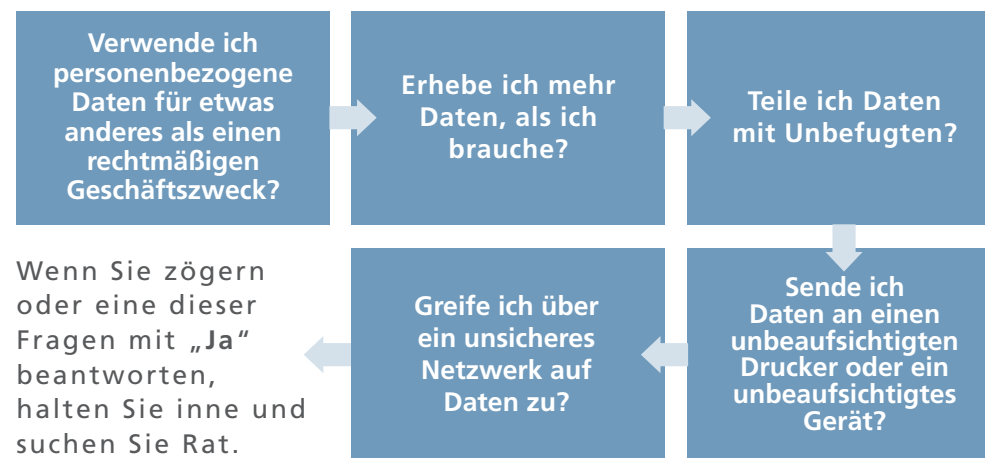 Verwende ich
personenbezogene
Daten für etwas
anderes als einen
rechtmäßigen
Geschäftszweck?
Erhebe ich mehr
Daten, als ich
brauche?
Teile ich Daten
mit Unbefugten?
Sende ich
Daten an einen
unbeaufsichtigten
Drucker oder ein
unbeaufsichtigtes
Gerät?
Greife ich über
ein unsicheres
Netzwerk auf
Daten zu?
Wenn Sie zögern
oder eine dieser
Fragen mit „Ja“
beantworten,
halten Sie inne und
suchen Sie Rat.